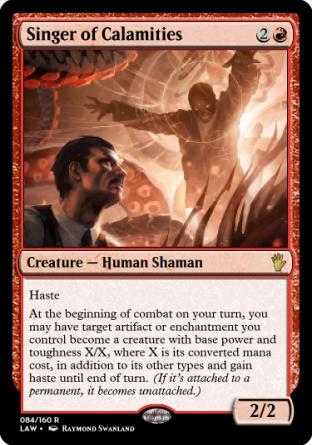 Singer of Calamities 2R
Creature — Human Shaman
Haste
At the beginning of combat on your turn, you
may have target artifact or enchantment you
control become a creature with base power and
toughness X/X, where X is its converted mana
cost, in addition to its other types and gain
haste until end of turn. (If it's attached to a
permanent, it becomes unattached.)
2/2
084/160 R
LAW • Raymond Swanland